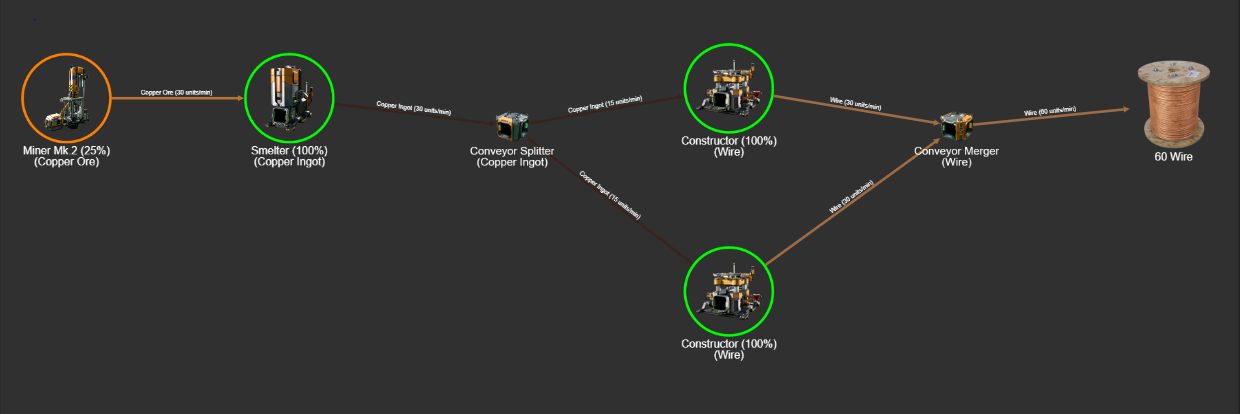 Copper Ore (30 units/min)
Miner Mk 2 (25%)
(Copper Ore)
Smelter (100%)
(Copper Ingot)
Copper Ingot (30 units/min)
Conveyor Splitter
(Copper Ingot)
Copper Ingot (15 units/min)
Constructor (100%)
(Wire)
Wire (30 units/min)
Conveyor Merger
(Wire)
Wire (60 units/min)
60 Wire
Copper Ingot (15 units/min)
Wire (30 units/min)
Constructor (100%)
(Wire)